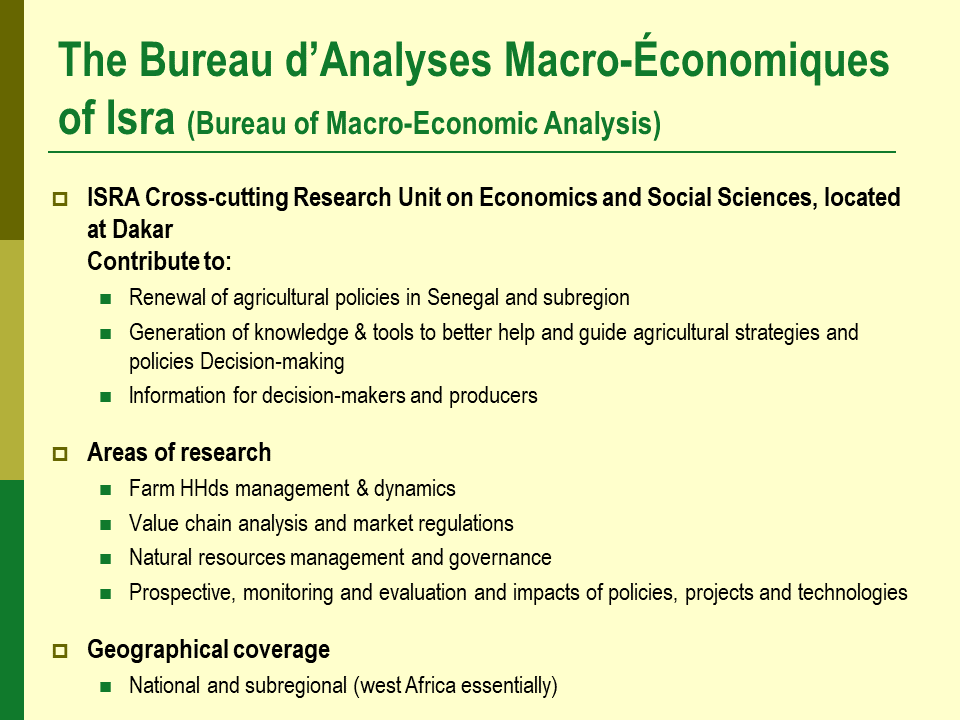 The Bureau d’Analyses Macro-Économiques
of Isra (Bureau of Macro-Economic Analysis)
ISRA Cross-cutting Research Unit on Economics and Social Sciences, located
at Dakar
Contribute to:
Renewal of agricultural policies in Senegal and subregion
Generation of knowledge & tools to better help and guide agricultural strategies and
policies Decision-making
Information for decision-makers and producers
Areas of research
Farm HHds management & dynamics
Value chain analysis and market regulations
Natural resources management and governance
Prospective, monitoring and evaluation and impacts of policies, projects and technologies
Geographical coverage
National and subregional (west Africa essentially)